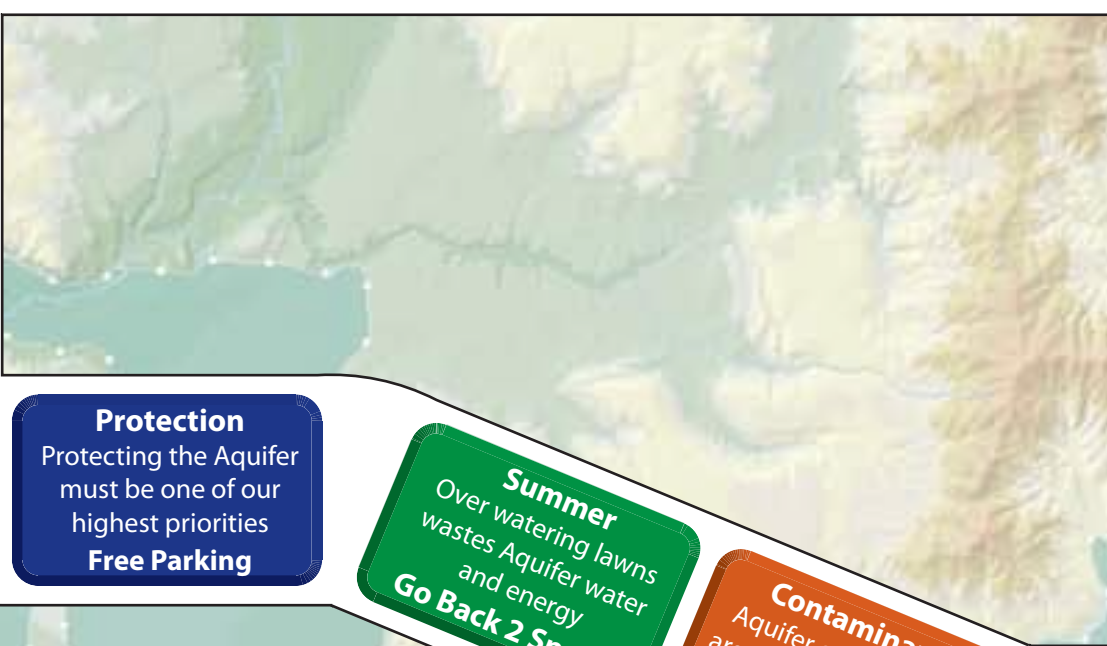 Protection
Protecting the Aquifer
must be one of our
highest priorities
Free Parking
Summer
Over watering lawns
wastes Aquifer water
and energy
Go Back 2
Aquifer